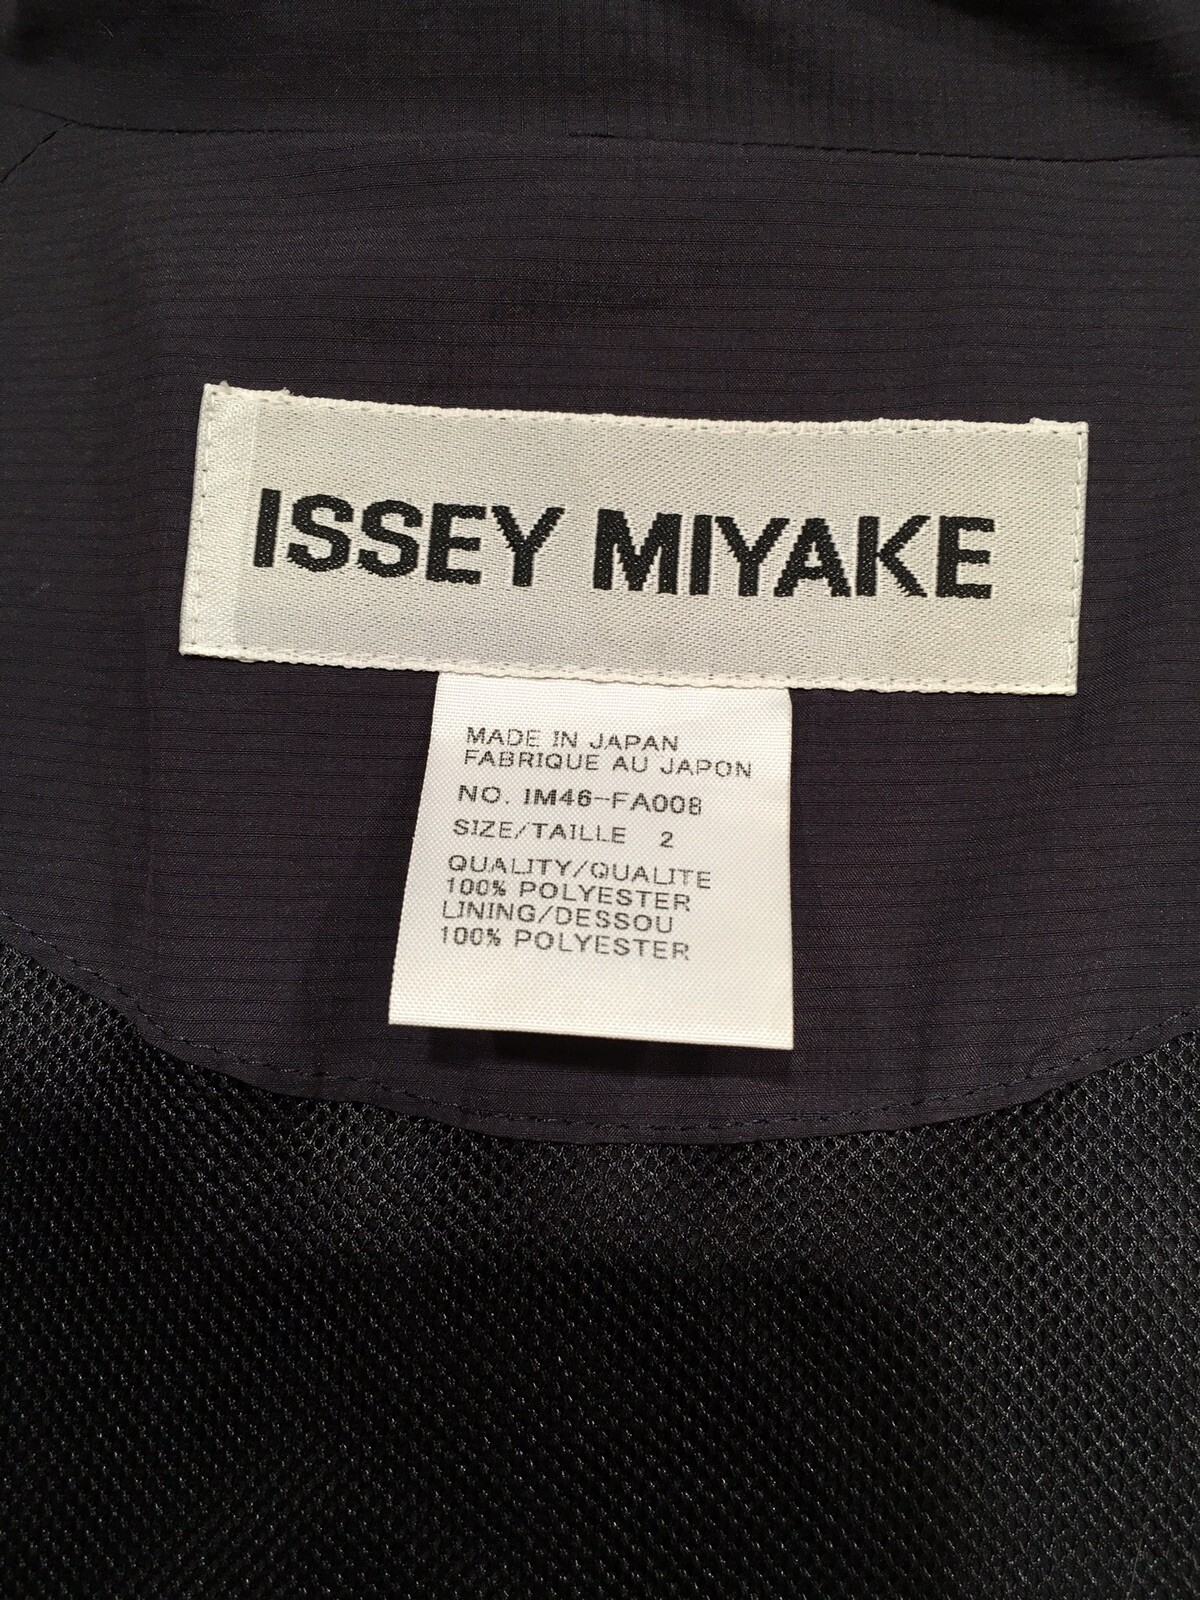 ISSEY MIYAKE
MADE IN JAPAN
FABRIQUE AU JAPON
NO. IM46-FA008
SIZE/TAILLE 2
QUALITY/QUALITE
100% POLYESTER
LINING/DESSOU
100% POLYESTER